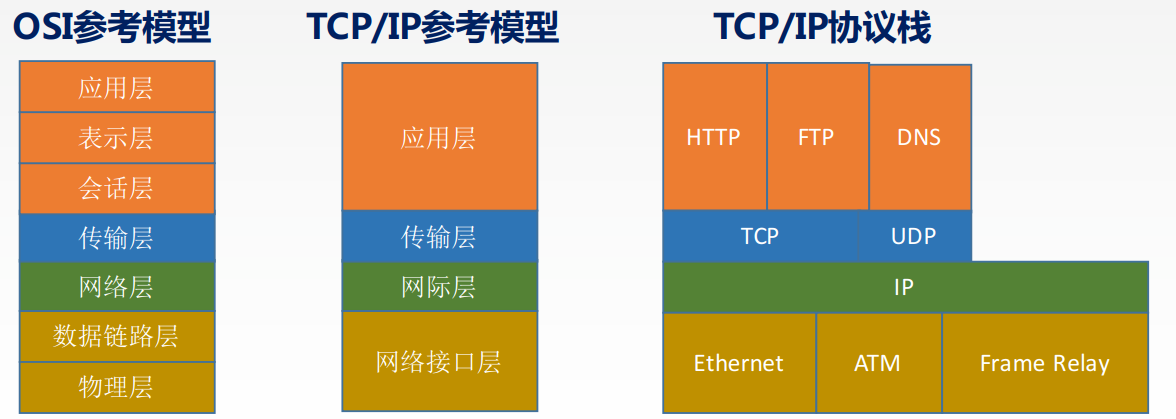 OSI参考模型
应用层
表示层
会话层
传输层
网络层
数据链路层
物理层
TCP/IP参考模型
应用层
传输层
网际层
网络接口层
TCP/IP协议栈
HTTP FTP DNS
TCP UDP
IP
Ethernet ATM Frame Relay